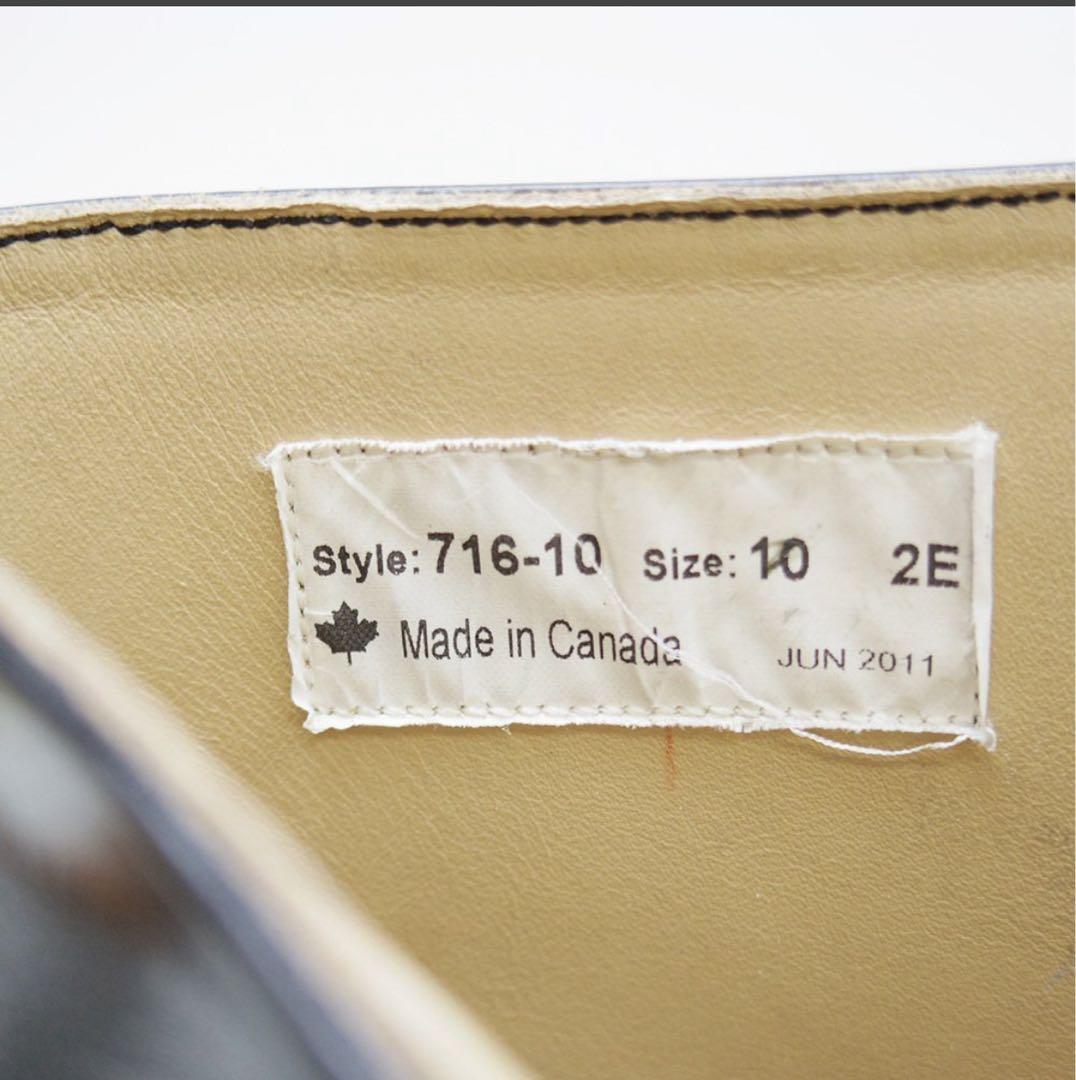 Style: 716-10 Size: 10 2E
Made in Canada JUN 2011